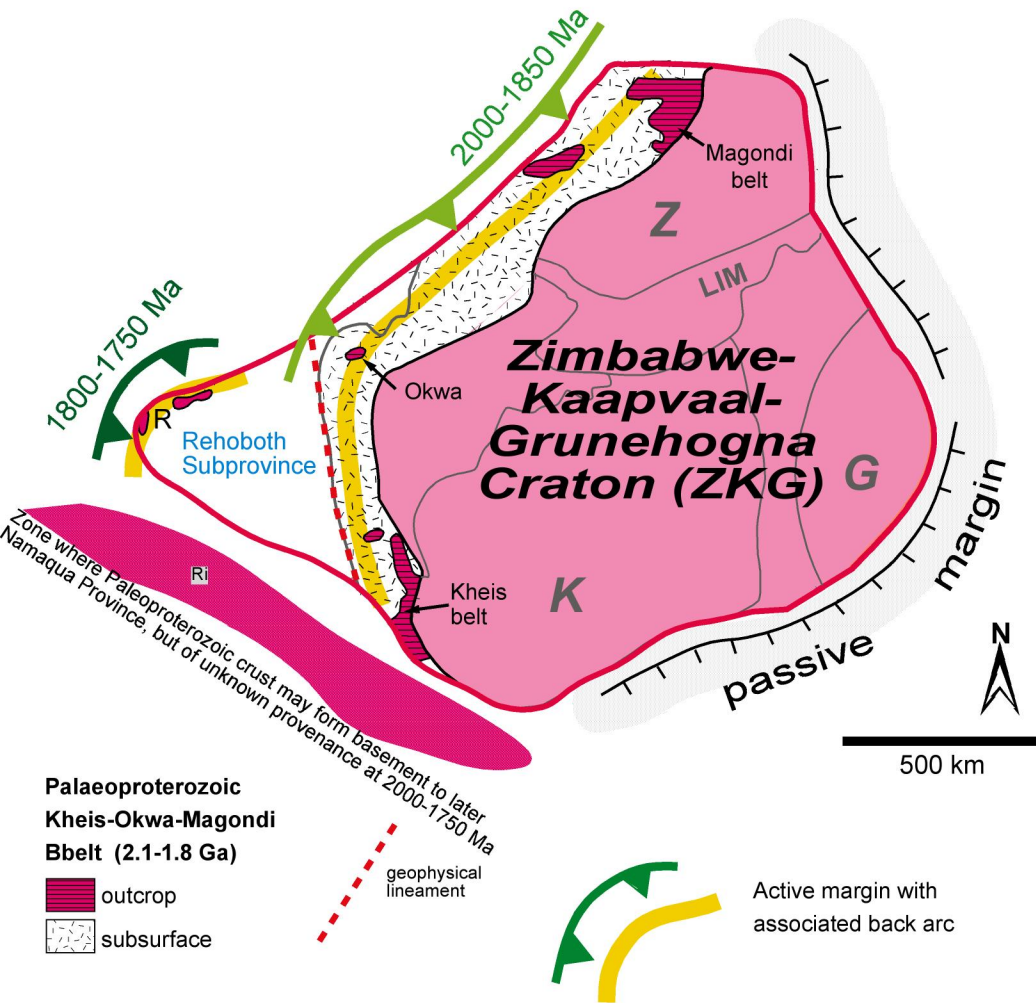 2000-1850 Ma
Magondi
belt
Z
LIM
1800-1750 Ma
R
Rehoboth
Subprovince
Okwa
Zimbabwe-
Kaapvaal-
Grunehogna
Craton (ZKG)
G
K
Kheis
belt
passive
margin
Ri
Zone where Paleoproterozoic crust may form basement to later
Namaqua Province, but of unknown provenance at 2000-1750 Ma
N
500 km
Palaeoproterozoic
Kheis-Okwa-Magondi
Bbelt (2.1-1.8 Ga)
outcrop
subsurface
geophysical
lineament
Active margin with
associated back arc